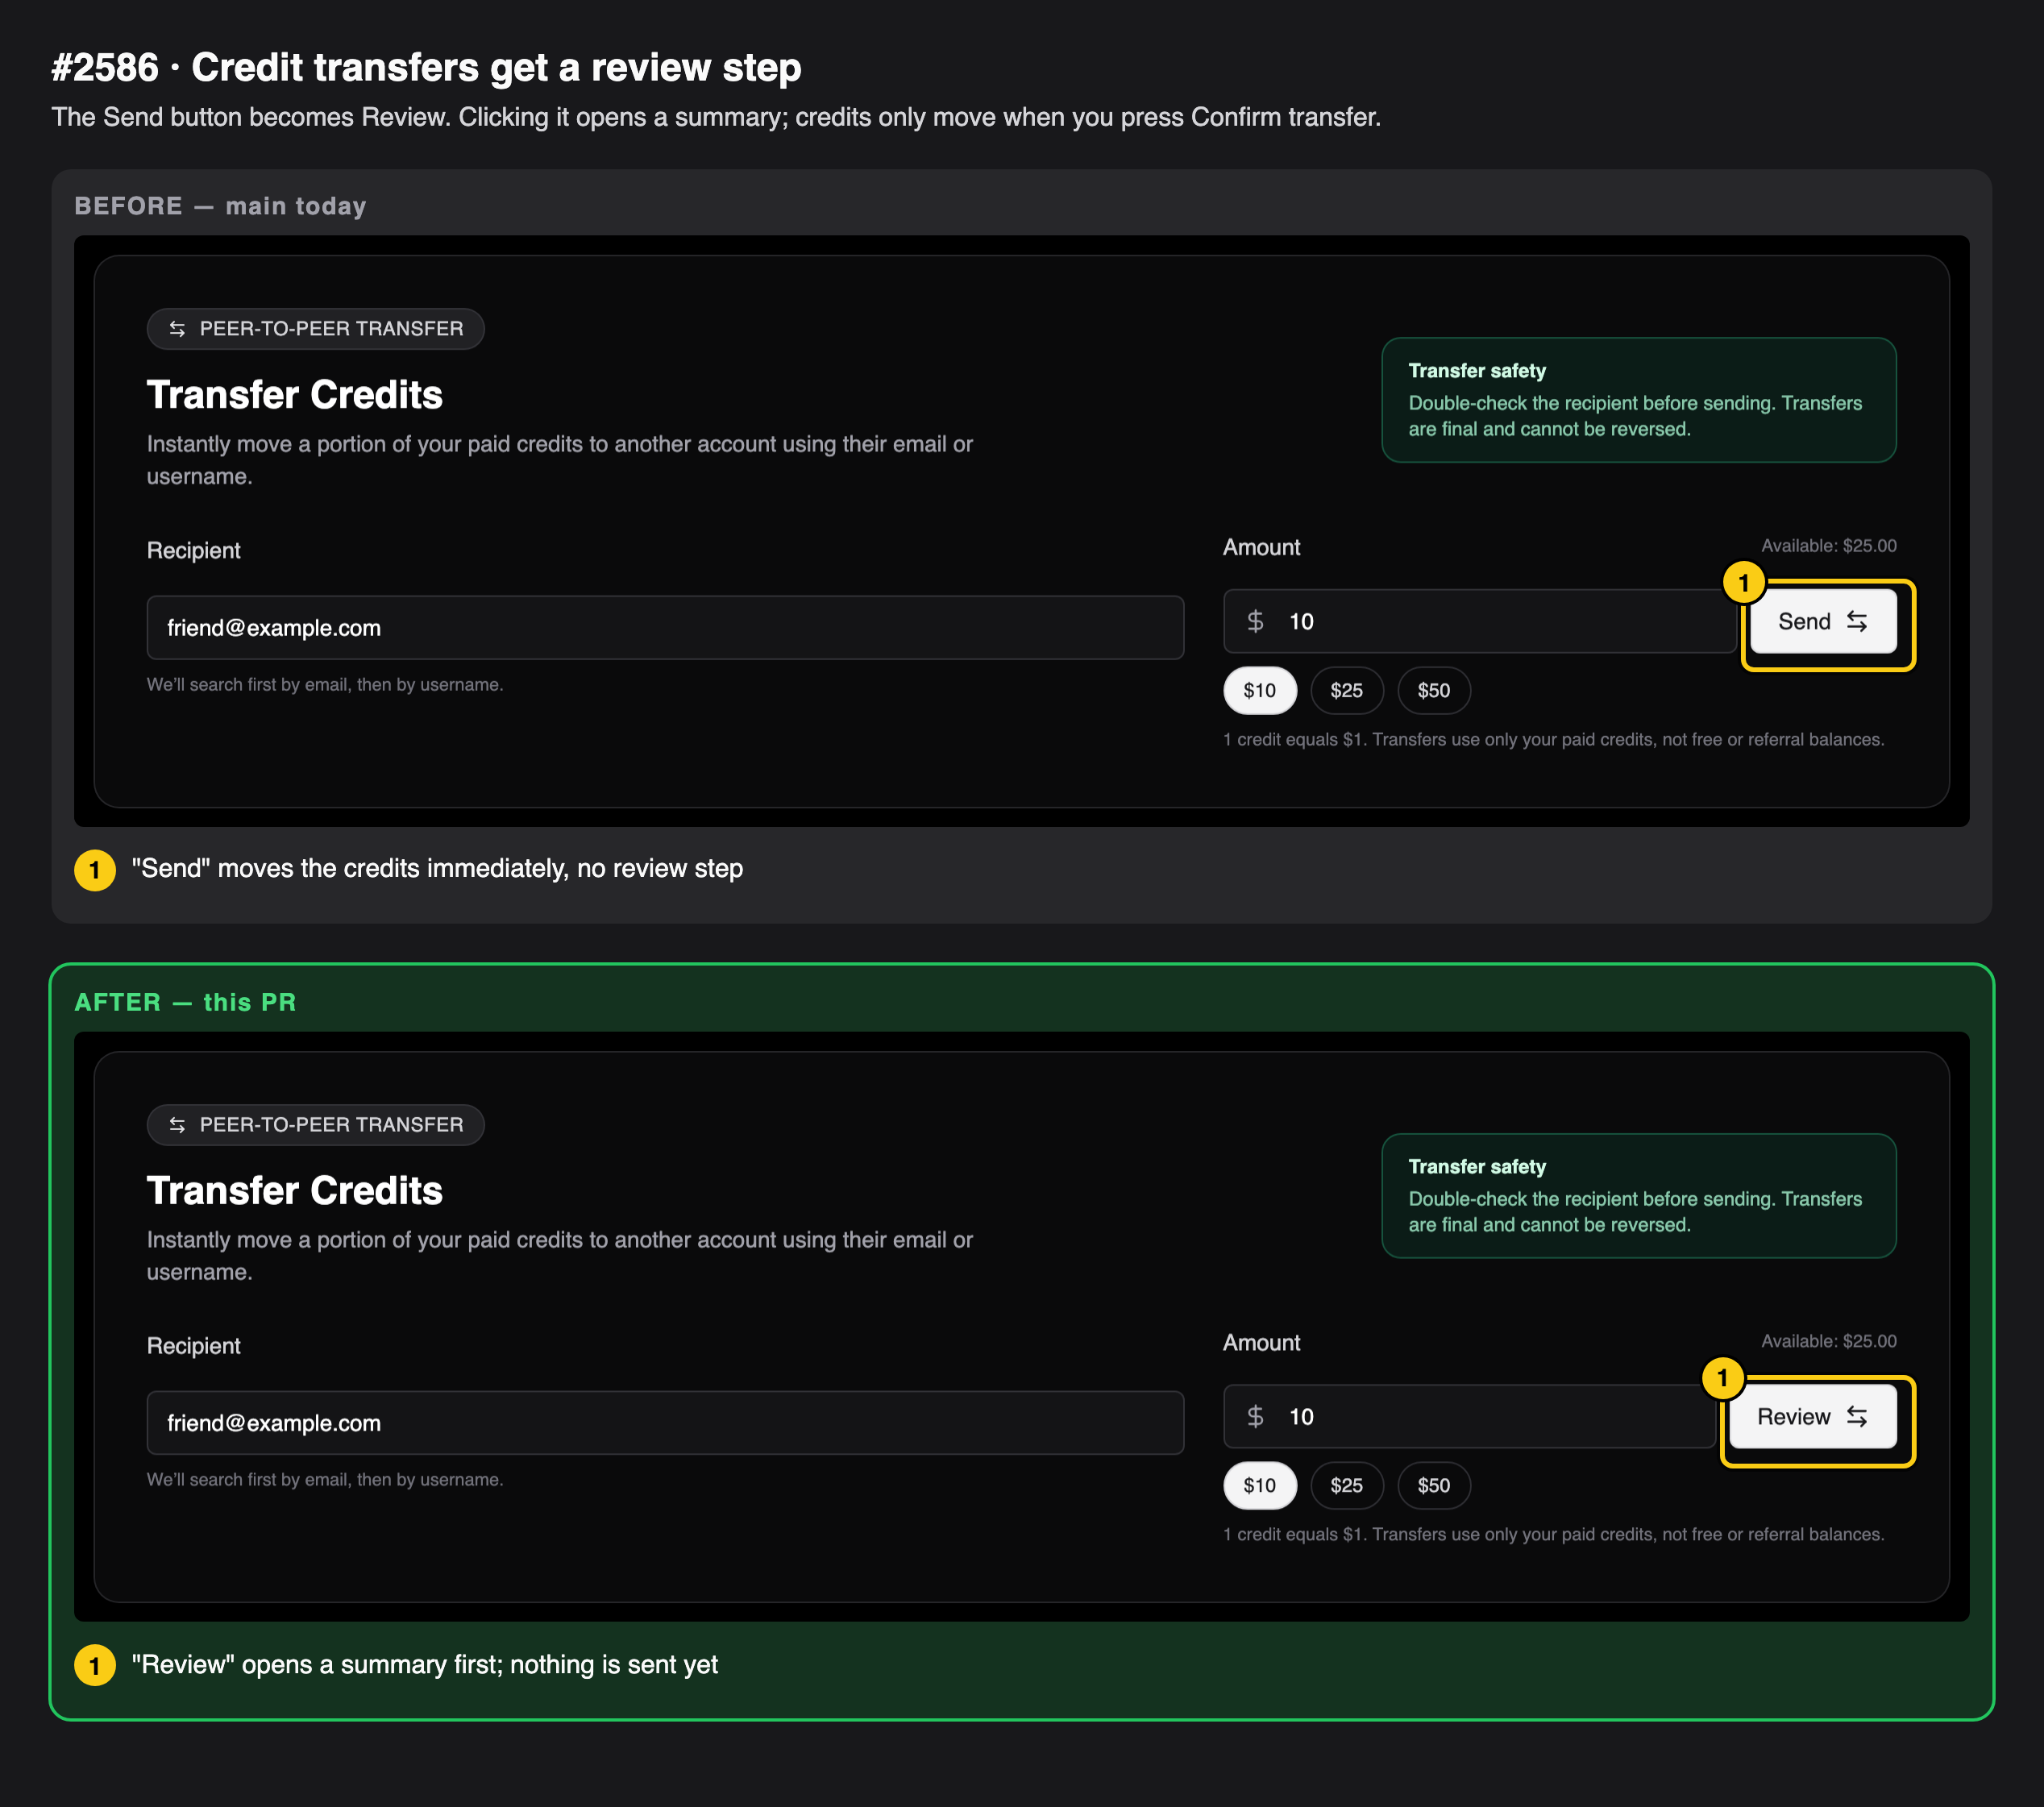 #2586 · Credit transfers get a review step
The Send button becomes Review. Clicking it opens a summary; credits only move when you press Confirm transfer.
BEFORE — main today
PEER-TO-PEER TRANSFER
Transfer Credits
Instantly move a portion of your paid credits to another account using their email or
username.
Transfer safety
Double-check the recipient before sending. Transfers
are final and cannot be reversed.
Recipient
friend@example.com
We'll search first by email, then by username.
Amount
Available: $25.00
$ 10
1
Send
$10
$25
$50
1 credit equals $1. Transfers use only your paid credits, not free or referral balances.
1 "Send" moves the credits immediately, no review step
AFTER — this PR
PEER-TO-PEER TRANSFER
Transfer Credits
Instantly move a portion of your paid credits to another account using their email or
username.
Transfer safety
Double-check the recipient before sending. Transfers
are final and cannot be reversed.
Recipient
friend@example.com
We'll search first by email, then by username.
Amount
Available: $25.00
$ 10
1
Review
$10
$25
$50
1 credit equals $1. Transfers use only your paid credits, not free or referral balances.
1 "Review" opens a summary first; nothing is sent yet